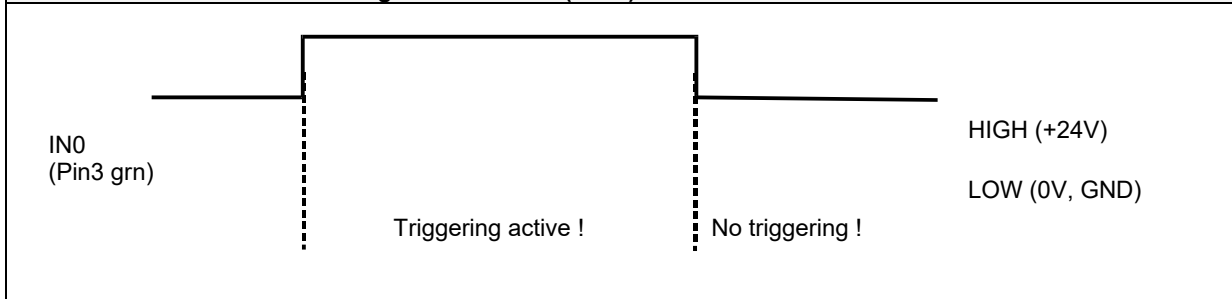 IN0
(Pin3 grn)
HIGH (+24V)
LOW (0V, GND)
Triggering active !
No triggering !